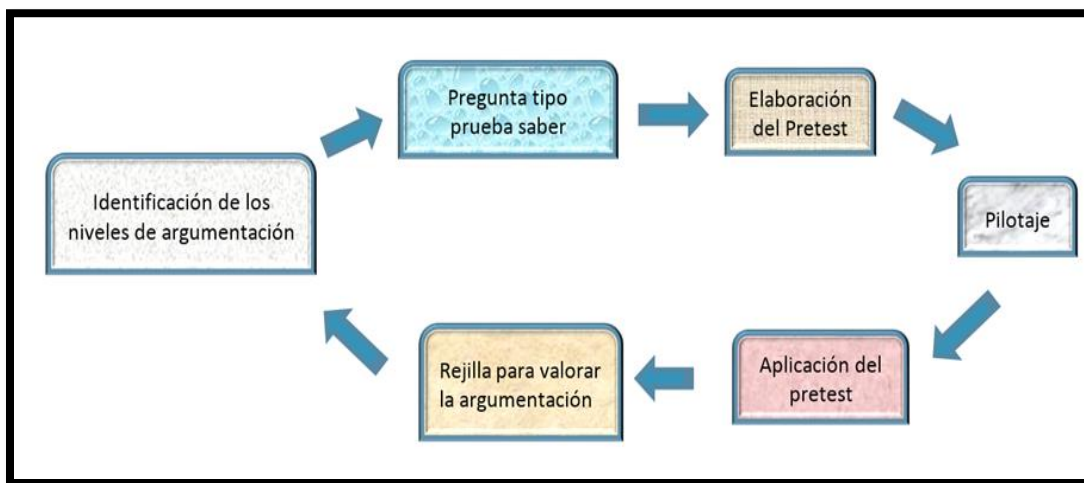 Pregunta tipo
prueba saber
Elaboración
del Pretest
Identificación de los
niveles de argumentación
Pilotaje
Rejilla para valorar
la argumentación
Aplicación del
pretest